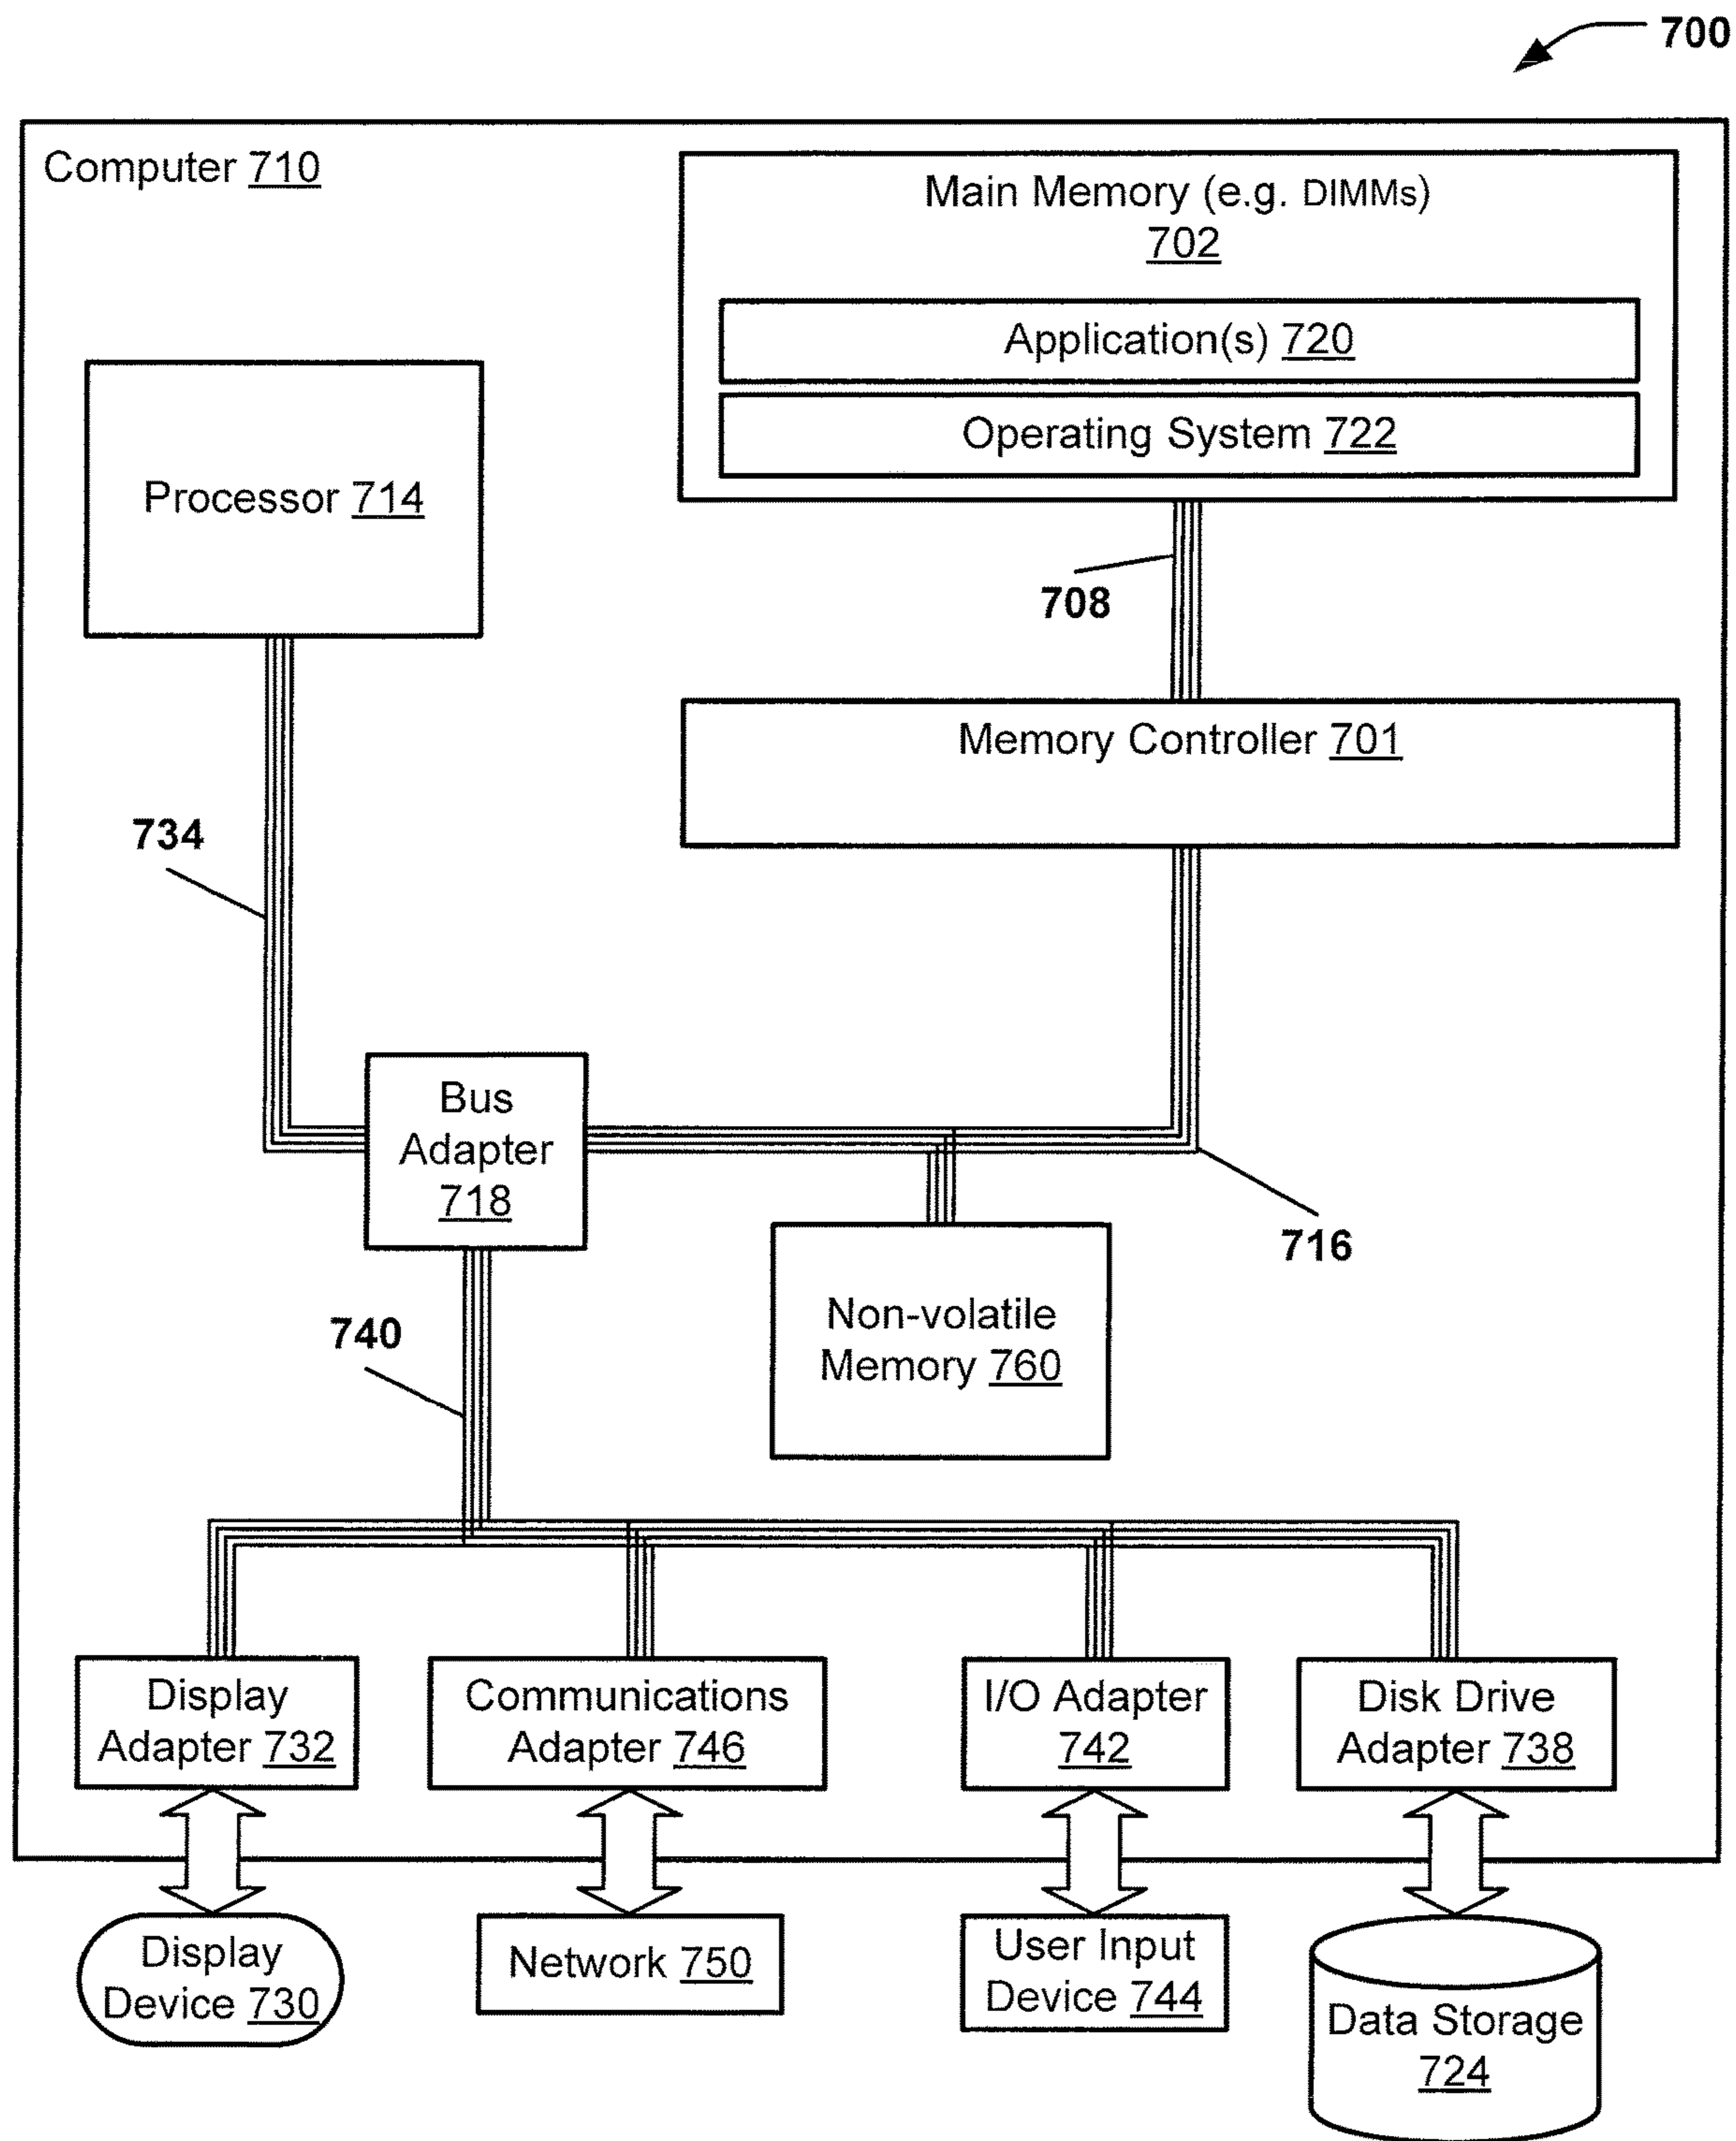 700
Computer 710
Main Memory (e.g. DIMMs)
702
Application(s) 720
Operating System 722
Processor 714
708
Memory Controller 701
734
Bus
Adapter
718
716
Non-volatile
Memory 760
740
Display
Adapter 732
Communications
Adapter 746
I/O Adapter
742
Disk Drive
Adapter 738
Display
Device 730
Network 750
User Input
Device 744
Data Storage
724